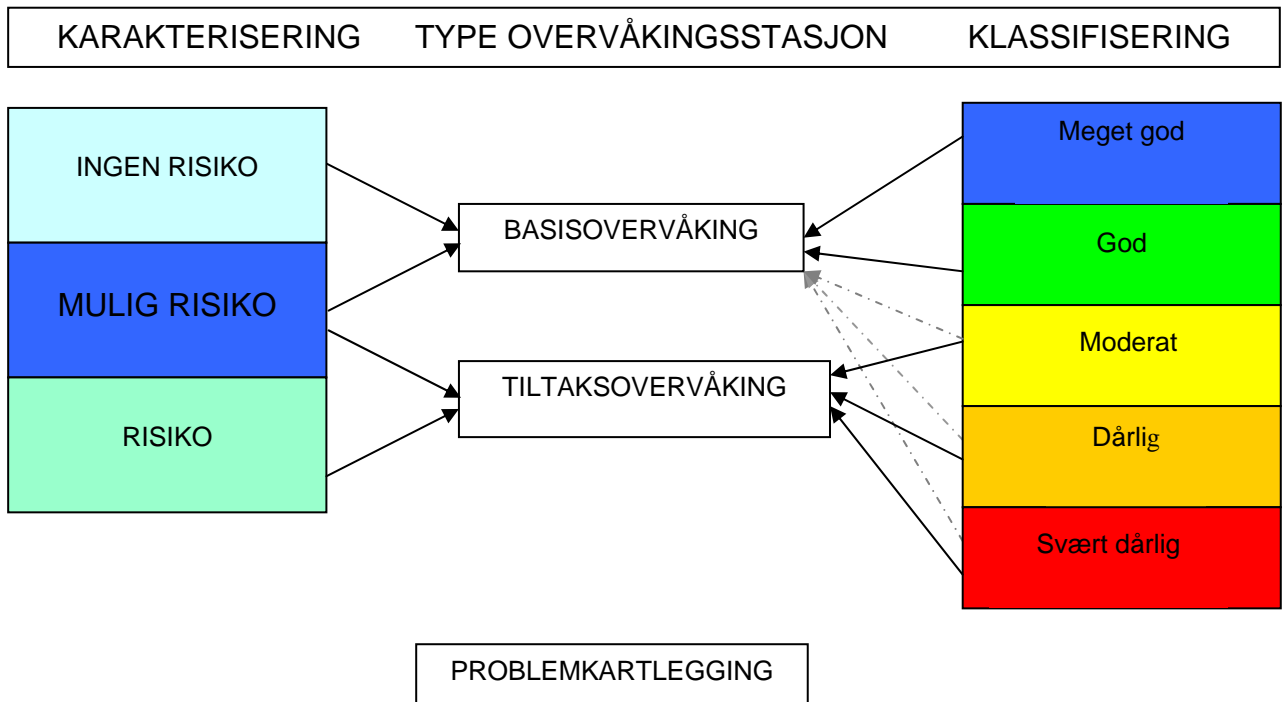 KARAKTERISERING TYPE OVERVÅKINGSSTASJON KLASSIFISERING
INGEN RISIKO
MULIG RISIKO
RISIKO
BASISOVERVÅKING
TILTAKSOVERVÅKING
PROBLEMKARTLEGGING
Meget god
God
Moderat
Dårlig
Svært dårlig